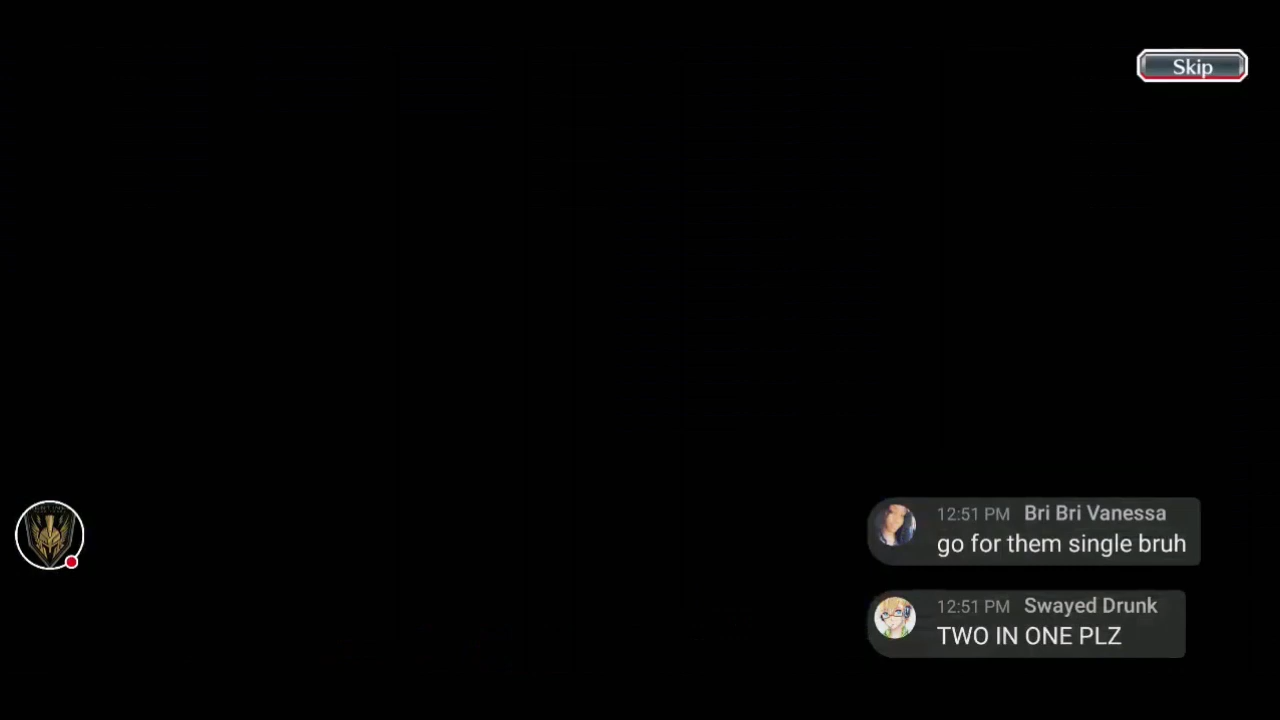 Skip
12:51 PM Bri Bri Vanessa
go for them single bruh
12:51 PM Swayed Drunk
TWO IN ONE PLZ